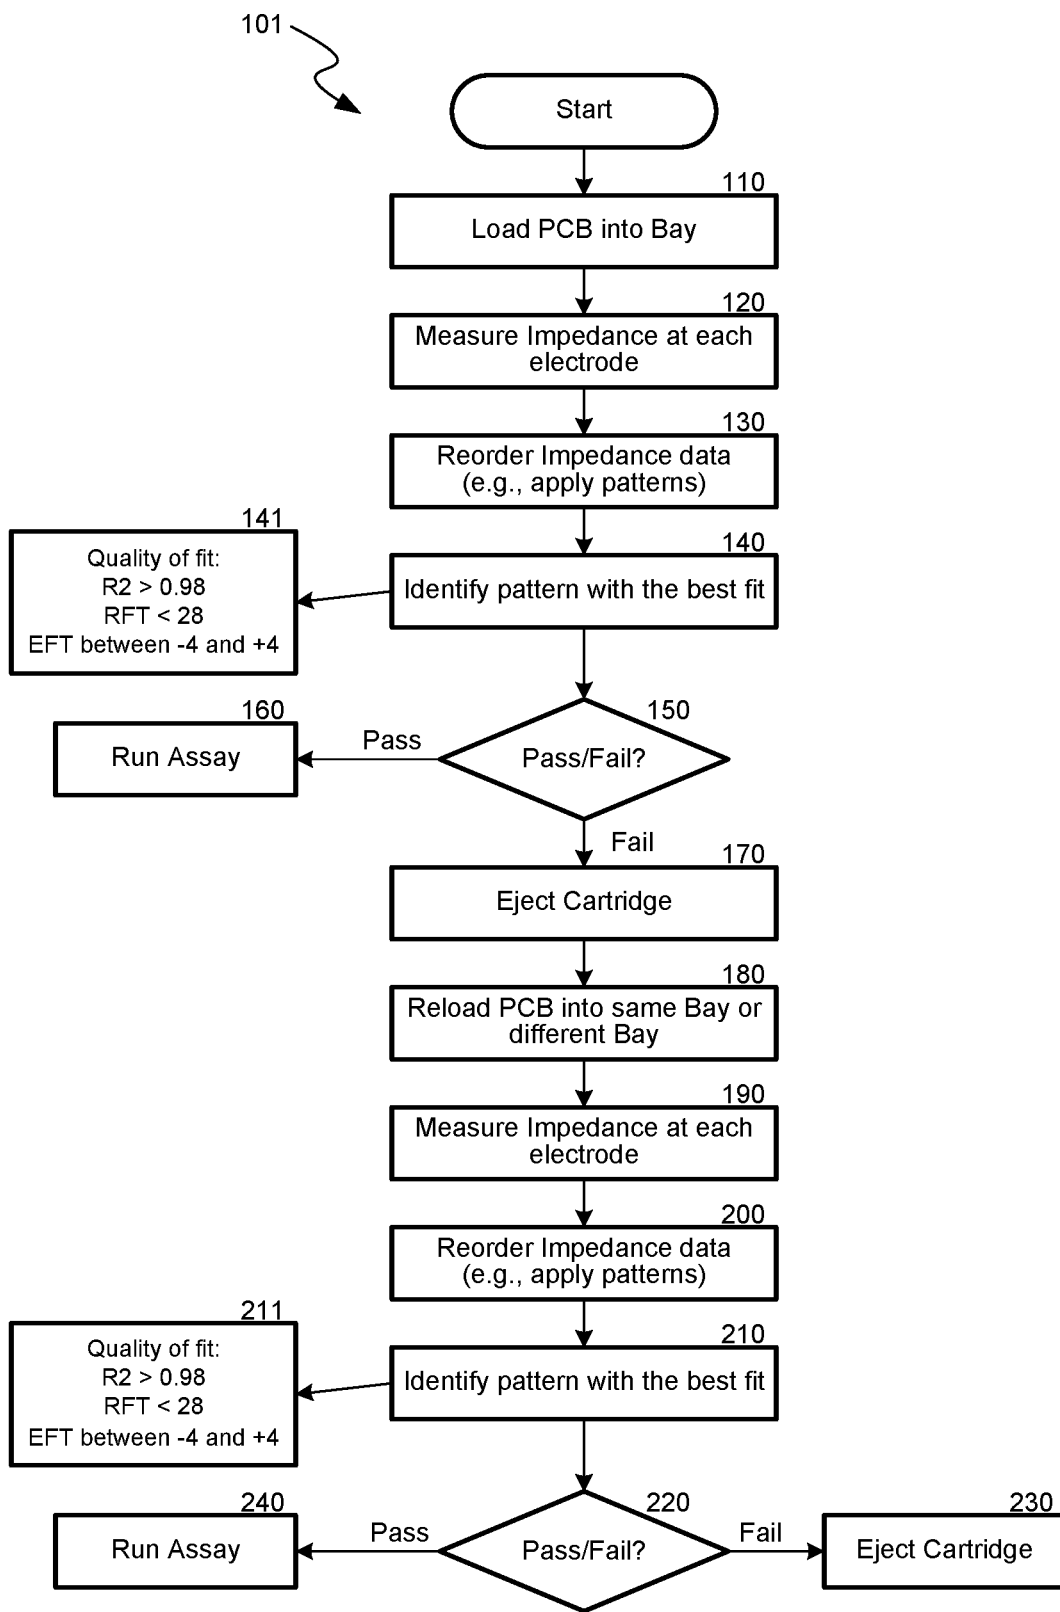 101
Start
110
Load PCB into Bay
120
Measure Impedance at each
electrode
130
Reorder Impedance data
(e.g., apply patterns)
141
Quality of fit:
R2 > 0.98
RFT < 28
EFT between -4 and +4
140
Identify pattern with the best fit
160
Run Assay
Pass
150
Pass/Fail?
Fail
170
Eject Cartridge
180
Reload PCB into same Bay or
different Bay
190
Measure Impedance at each
electrode
200
Reorder Impedance data
(e.g., apply patterns)
211
Quality of fit:
R2 > 0.98
RFT < 28
EFT between -4 and +4
210
Identify pattern with the best fit
240
Run Assay
Pass
220
Pass/Fail?
Fail
230
Eject Cartridge